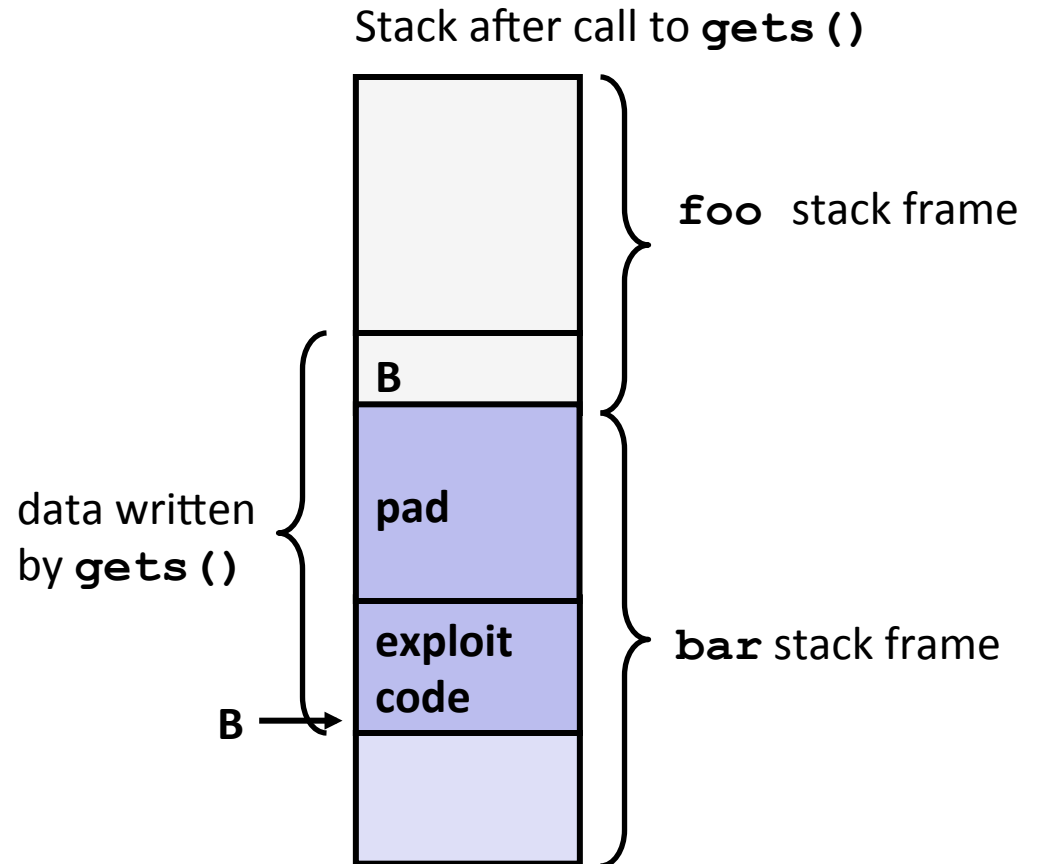 Stack after call to gets()
foo stack frame
B
pad
data written
by gets()
exploit
code
bar stack frame
B